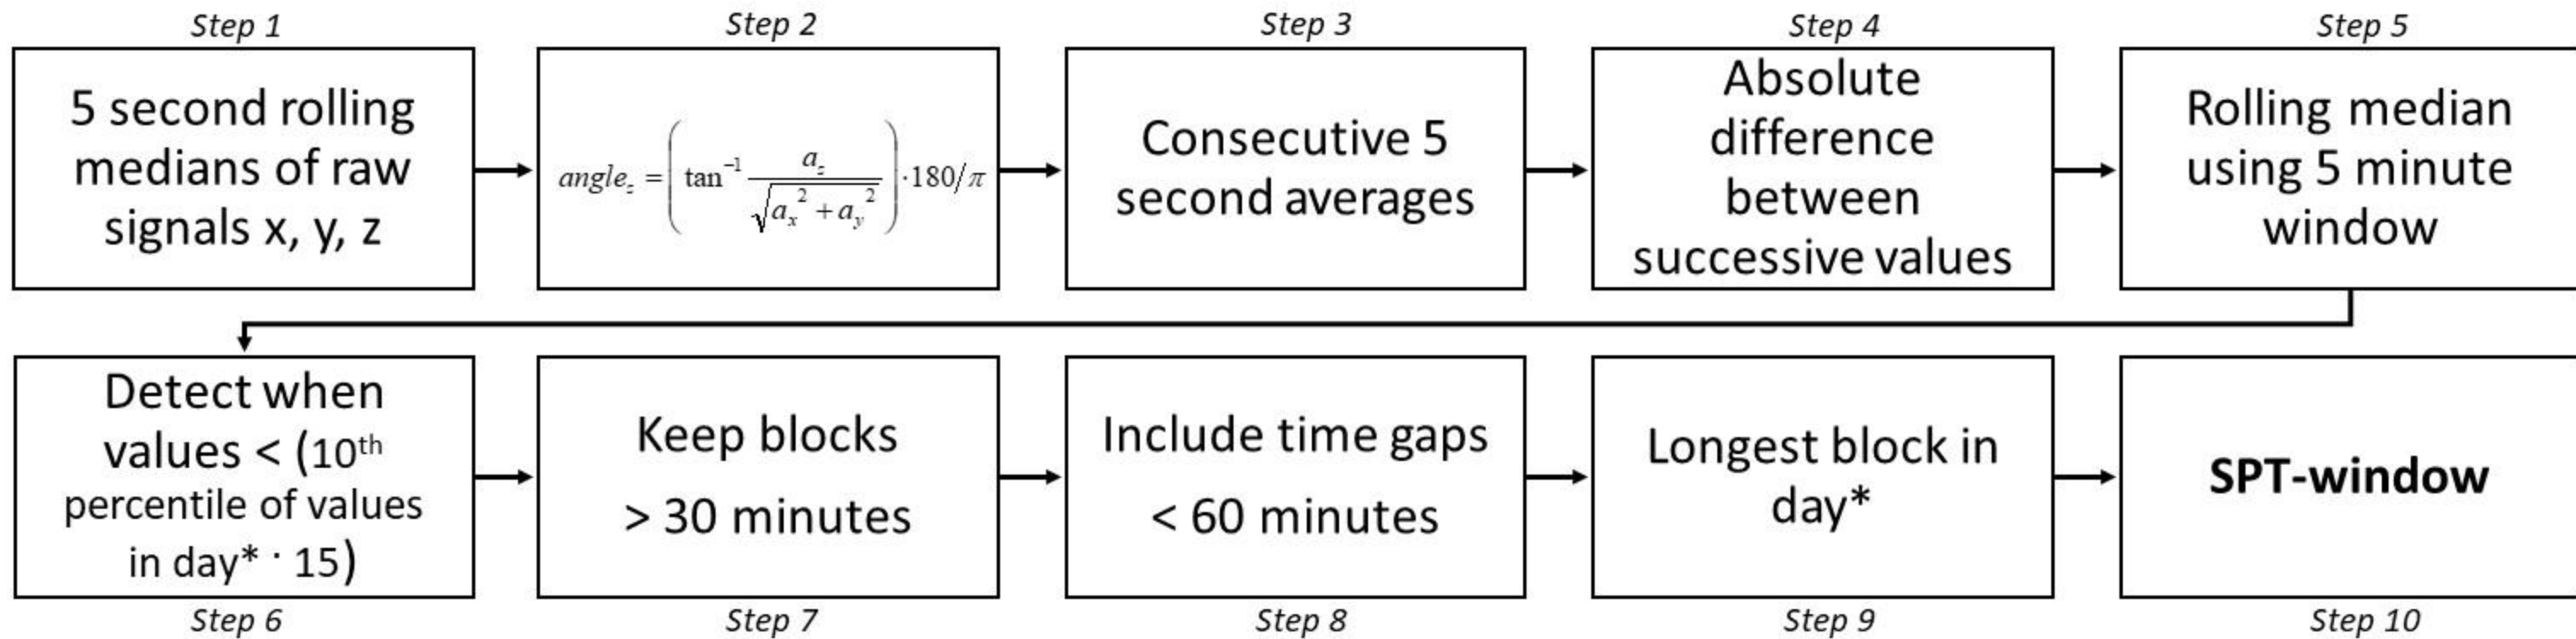 Step 1
5 second rolling
medians of raw
signals x, y, z
Step 2
angle_z = ( tan^-1 a_z / √(a_x^2 + a_y^2) ) · 180/π
Step 3
Consecutive 5
second averages
Step 4
Absolute
difference
between
successive values
Step 5
Rolling median
using 5 minute
window
Detect when
values < (10th
percentile of values
in day* · 15)
Step 6
Keep blocks
> 30 minutes
Step 7
Include time gaps
< 60 minutes
Step 8
Longest block in
day*
Step 9
SPT-window
Step 10